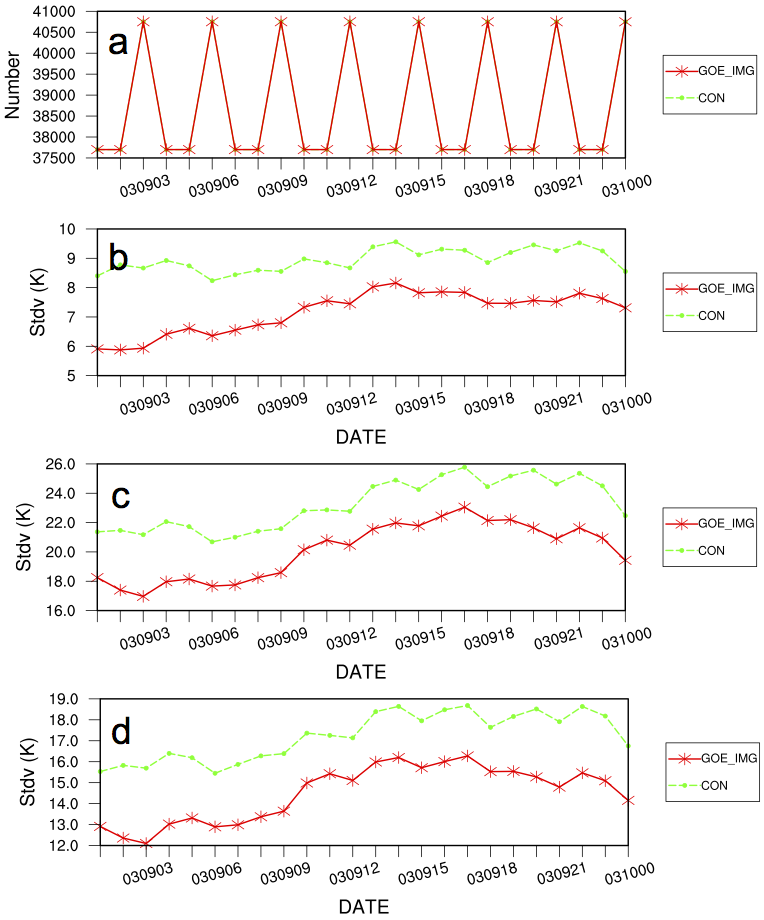 a
Number
41000
40500
40000
39500
39000
38500
38000
37500
030903 030906 030909 030912 030915 030918 030921 031000
GOE_IMG
CON
b
Stdv (K)
10
9
8
7
6
5
030903 030906 030909 030912 030915 030918 030921 031000
DATE
GOE_IMG
CON
c
Stdv (K)
26.0
24.0
22.0
20.0
18.0
16.0
030903 030906 030909 030912 030915 030918 030921 031000
DATE
GOE_IMG
CON
d
Stdv (K)
19.0
18.0
17.0
16.0
15.0
14.0
13.0
12.0
030903 030906 030909 030912 030915 030918 030921 031000
DATE
GOE_IMG
CON